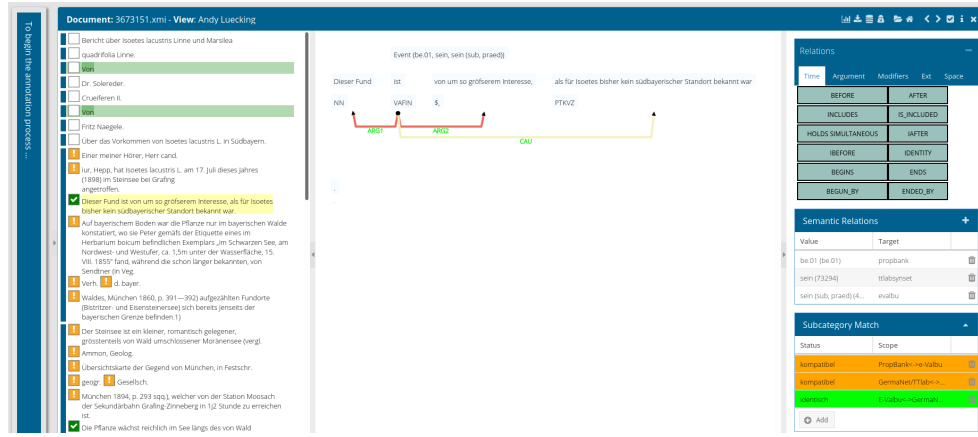 To begin the annotation process ...
Document: 3673151.xmi - View: Andy Luecking
Bericht über Isoetes lacustris Linne und Marsilea
quadrifolia Linne.
Von
Dr. Solereder.
Crueiferen II.
Von
Fritz Naegele.
Über das Vorkommen von Isoetes lacustris L. in Südbayern.
Einer meiner Hörer, Herr cand.
iur, Hepp, hat Isoetes lacustris L. am 17. Juli dieses Jahres
(1898) im Steinsee bei Grafing
angetroffen.
Dieser Fund ist von um so gröfserem Interesse, als für Isoetes
bisher kein südbayerischer Standort bekannt war.
Auf bayerischem Boden war die Pflanze nur im bayerischen Walde
konstatiert, wo sie Peter gemäfs der Etiquette eines im
Herbarium boicum befindlichen Exemplars „im Schwarzen See, am
Nordwest- und Westufer, ca. 1,5m unter der Wasserfläche, 15.
VIII. 1855" fand, während die schon länger bekannten, von
Sendtner (in Veg.
Verh. d. bayer.
Waldes, München 1860, p. 391—392) aufgezählten Fundorte
(Bistritzer- und Eisensteinersee) sich bereits jenseits der
bayerischen Grenze befinden.1)
Der Steinsee ist ein kleiner, romantisch gelegener,
grösstenteils von Wald umschlossener Moränensee (vergl.
Ammon, Geolog.
Übersichtskarte der Gegend von München, in Festschr.
geogr. Gesellsch.
München 1894, p. 293 sqq.), welcher von der Station Moosach
der Sekundärbahn Grafing-Zinneberg in 1j2 Stunde zu erreichen
ist.
Die Pflanze wächst reichlich im See längs des von Wald
Event (be.01, sein, sein (sub, praed))
Dieser Fund ist von um so gröfserem Interesse, als für Isoetes bisher kein südbayerischer Standort bekannt war
NN VAFIN $, PTKVZ
ARG1 ARG2
CAU
.
Relations
Time Argument Modifiers Ext Space
BEFORE AFTER
INCLUDES IS_INCLUDED
HOLDS SIMULTANEOUS IAFTER
IBEFORE IDENTITY
BEGINS ENDS
BEGUN_BY ENDED_BY
Semantic Relations
Value Target
be.01 (be.01) propbank
sein (73294) ttlabsynset
sein (sub, praed) (4... evalbu
Subcategory Match
Status Scope
kompatibel PropBank<->e-Valbu
kompatibel GermaNet/TTlab<->...
identisch E-Valbu<->GermaN...
Add